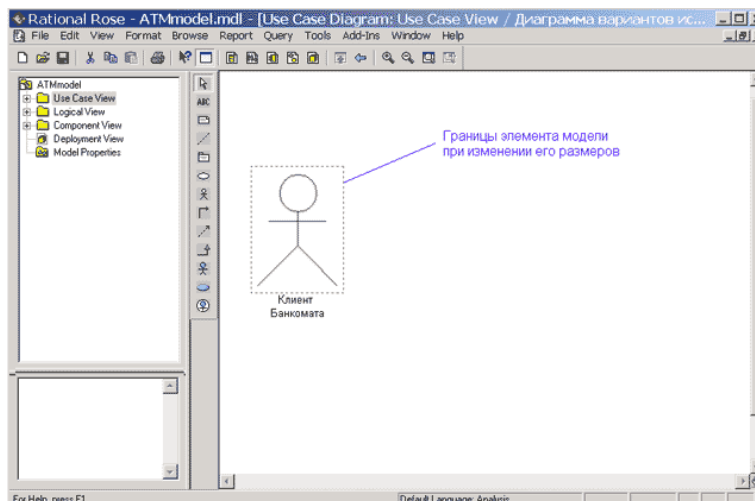 Rational Rose - ATMmodel.mdl - [Use Case Diagram: Use Case View / Диаграмма вариантов ис...
File Edit View Format Browse Report Query Tools Add-Ins Window Help
ATMmodel
Use Case View
Logical View
Component View
Deployment View
Model Properties
ABC
Границы элемента модели
при изменении его размеров
Клиент
Банкомата
For Help, press F1
Default Language: Analysis